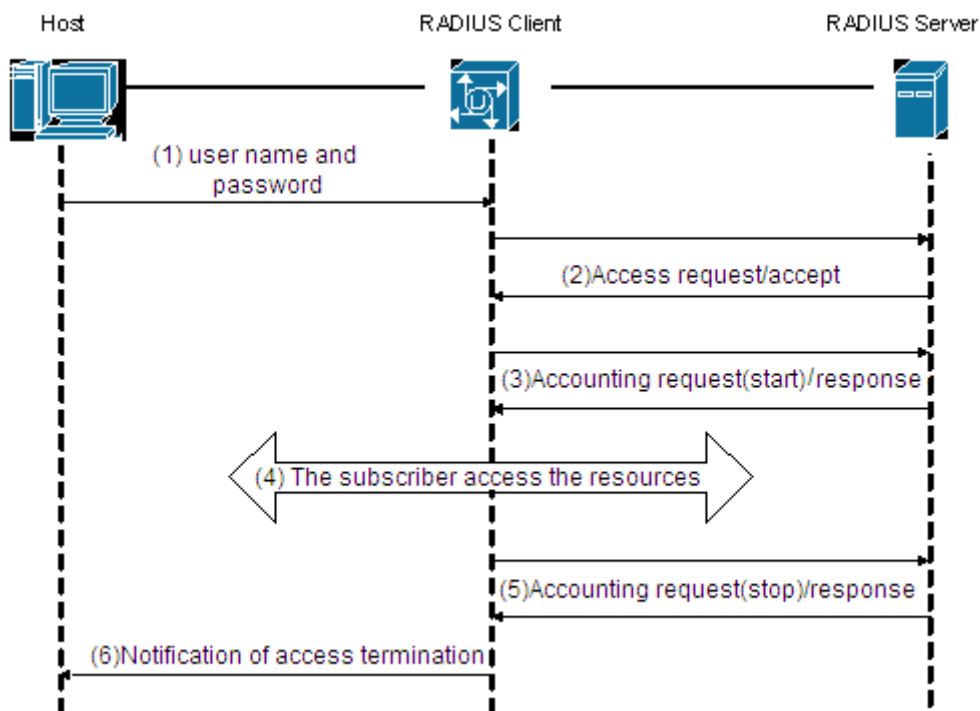 Host
RADIUS Client
RADIUS Server
(1) user name and
password
(2)Access request/accept
(3)Accounting request(start)/response
(4) The subscriber access the resources
(5)Accounting request(stop)/response
(6)Notification of access termination